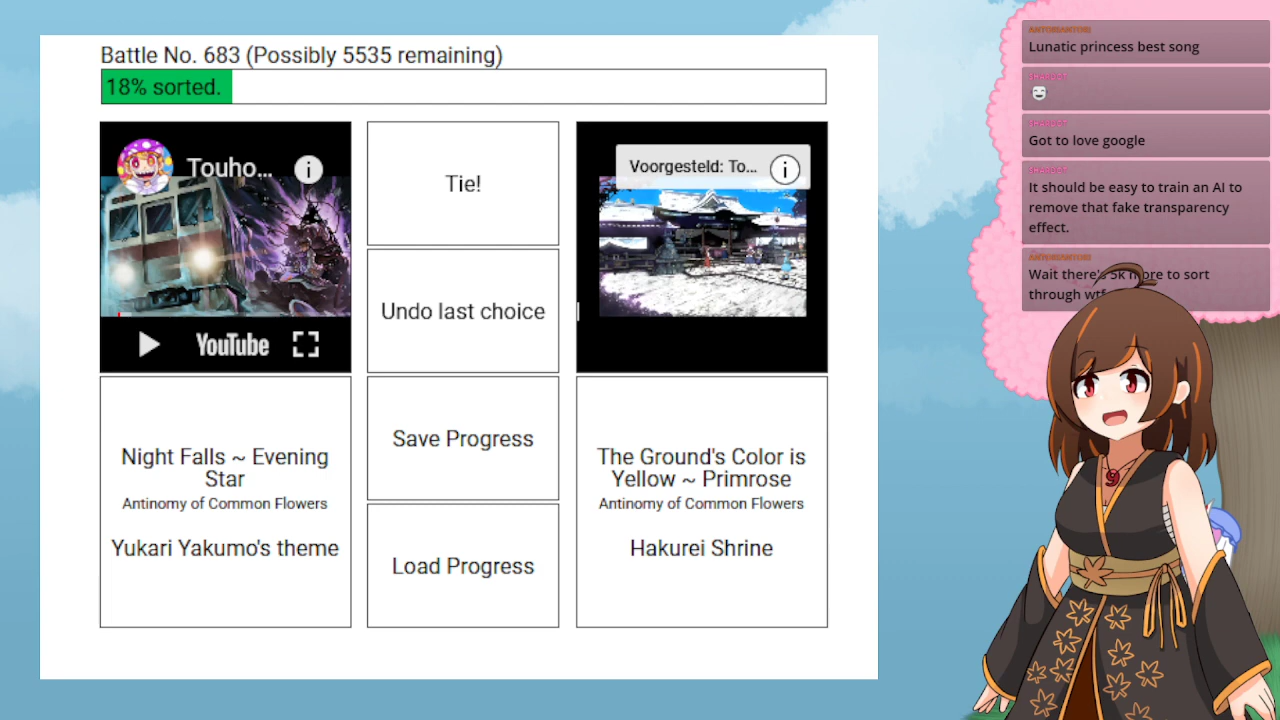 Battle No. 683 (Possibly 5535 remaining)
18% sorted.
Touho...
YouTube
Night Falls ~ Evening
Star
Antinomy of Common Flowers
Yukari Yakumo's theme
Tie!
Undo last choice
Save Progress
Load Progress
Voorgesteld: To...
The Ground's Color is
Yellow ~ Primrose
Antinomy of Common Flowers
Hakurei Shrine
Lunatic princess best song
Got to love google
It should be easy to train an AI to
remove that fake transparency
effect.
Wait there's 5k more to sort
through wtf
9